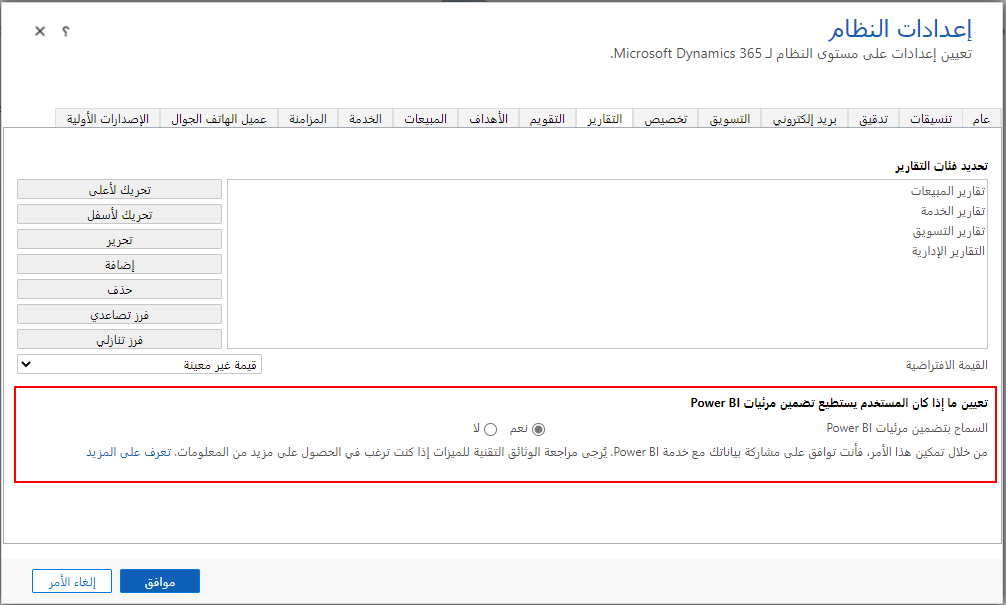 إعدادات النظام
؟
تعيين إعدادات على مستوى النظام لـ Microsoft Dynamics 365.
عام تنسيقات تدقيق بريد إلكتروني التسويق تخصيص التقارير التقويم الأهداف المبيعات الخدمة المزامنة عميل الهاتف الجوال الإصدارات الأولية
تحديد فئات التقارير
تقارير المبيعات
تقارير الخدمة
تقارير التسويق
التقارير الإدارية
تحريك لأعلى
تحريك لأسفل
تحرير
إضافة
حذف
فرز تصاعدي
فرز تنازلي
القيمة الافتراضية قيمة غير معينة
تعيين ما إذا كان المستخدم يستطيع تضمين مرئيات Power BI
السماح بتضمين مرئيات Power BI نعم لا
من خلال تمكين هذا الأمر، فأنت توافق على مشاركة بياناتك مع خدمة Power BI. يُرجى مراجعة الوثائق التقنية للميزات إذا كنت ترغب في الحصول على مزيد من المعلومات. تعرف على المزيد
موافق إلغاء الأمر